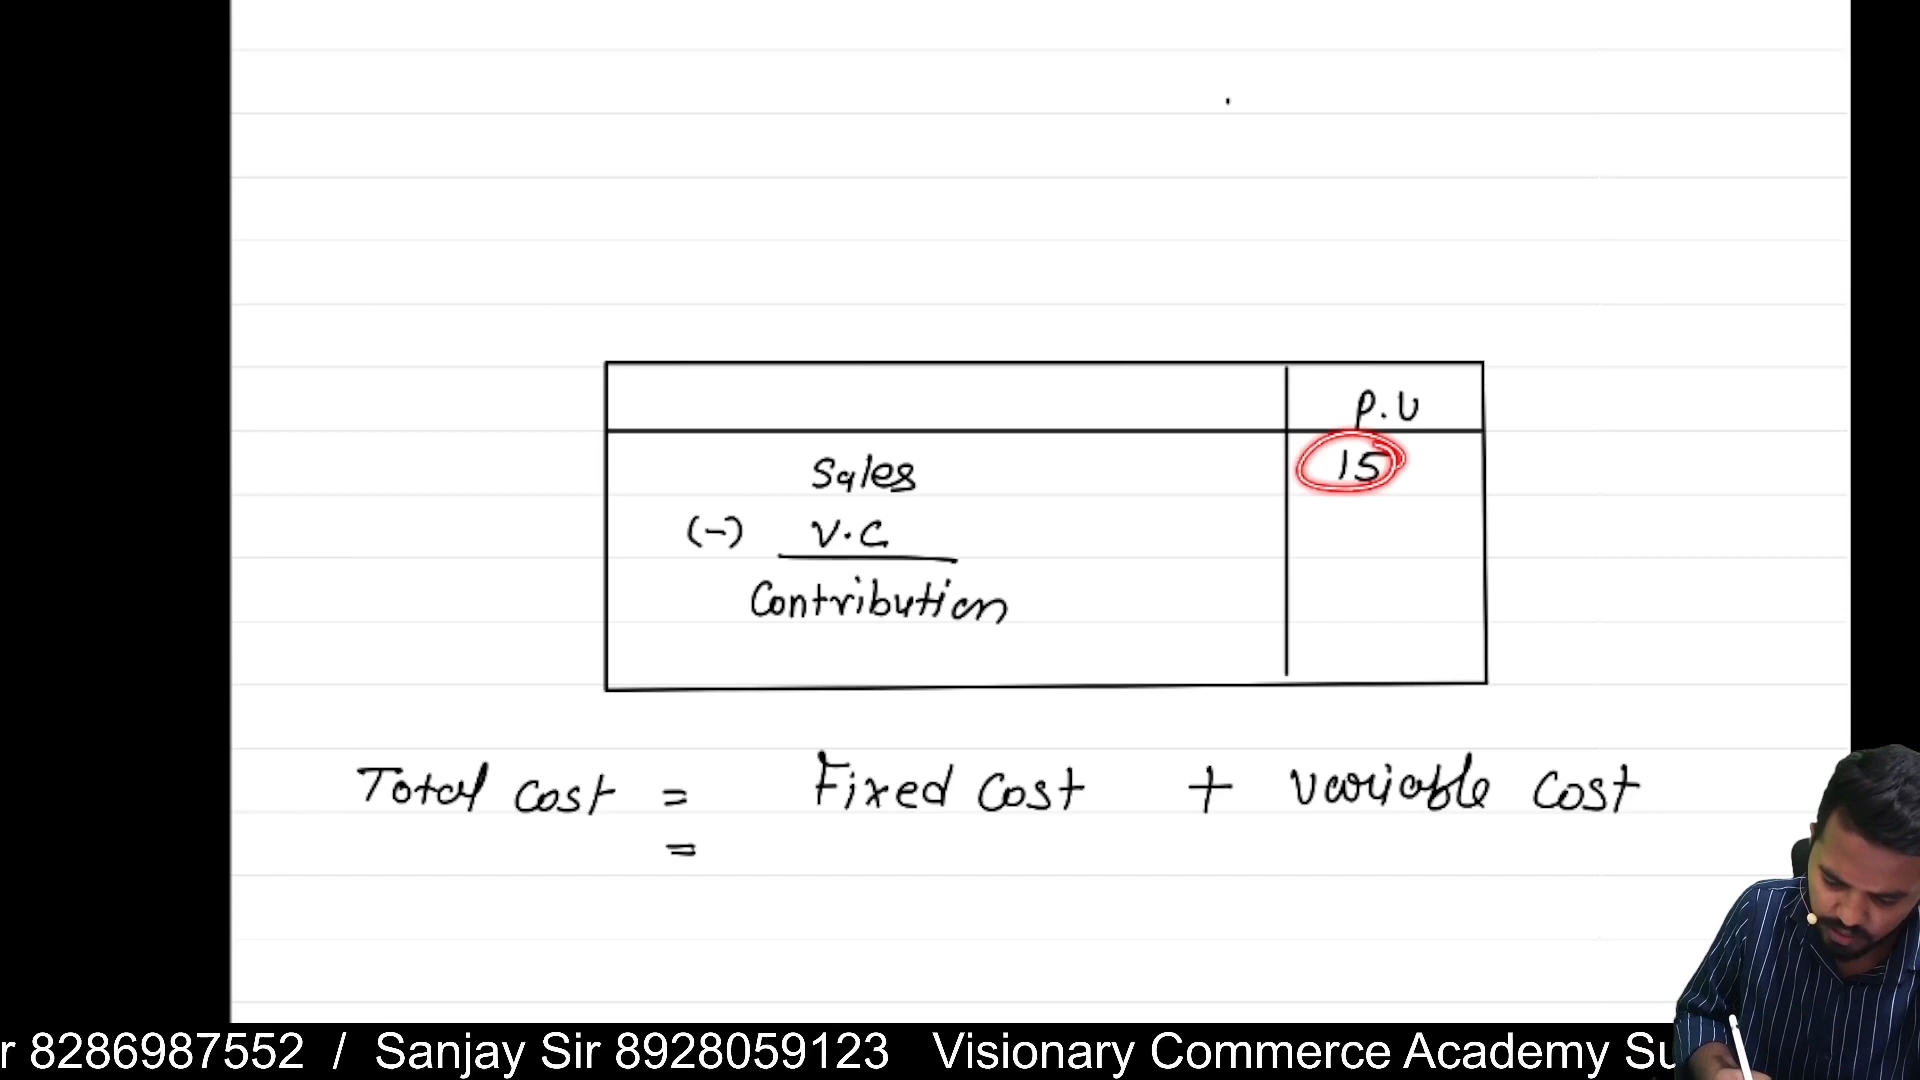 P.U
Sales 15
(-) V.C
Contribution
Total cost = Fixed cost + variable cost
=
r 8286987552 / Sanjay Sir 8928059123 Visionary Commerce Academy Su